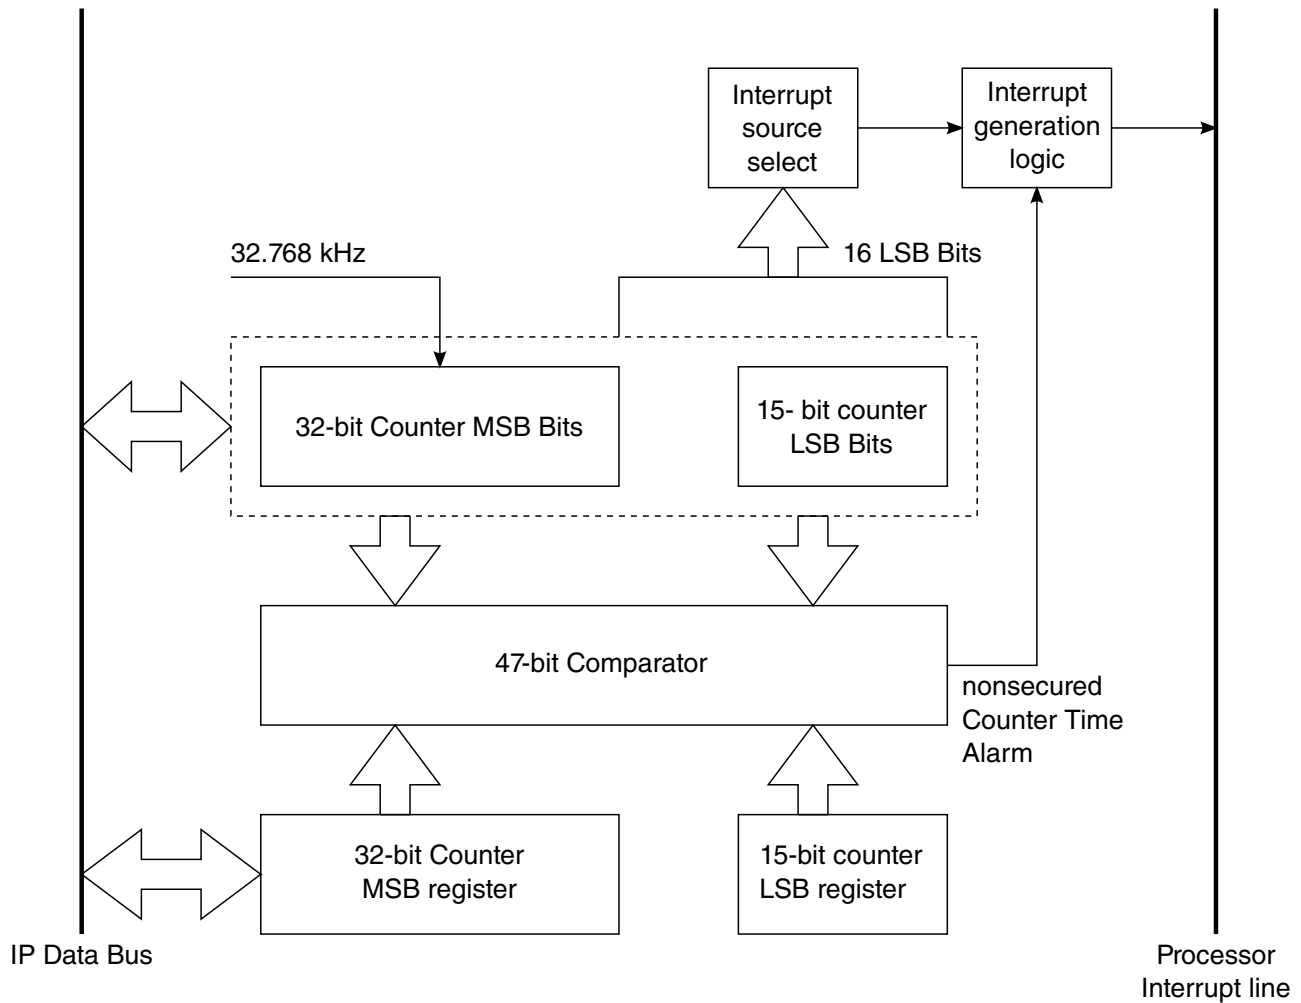 Interrupt
source
select
Interrupt
generation
logic
32.768 kHz
16 LSB Bits
32-bit Counter MSB Bits
15- bit counter
LSB Bits
47-bit Comparator
nonsecured
Counter Time
Alarm
32-bit Counter
MSB register
15-bit counter
LSB register
IP Data Bus
Processor
Interrupt line